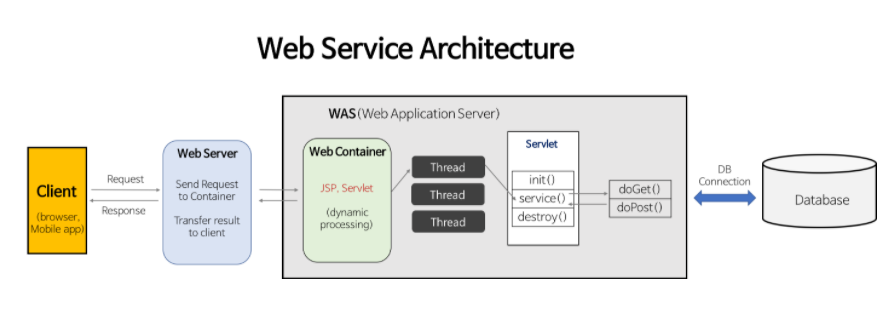 Web Service Architecture
WAS(Web Application Server)
Client
(browser,
Mobile app)
Request
Response
Web Server
Send Request
to Container
Transfer result
to client
Web Container
JSP, Servlet
(dynamic
processing)
Thread
Thread
Thread
Servlet
init()
service()
destroy()
doGet()
doPost()
DB
Connection
Database